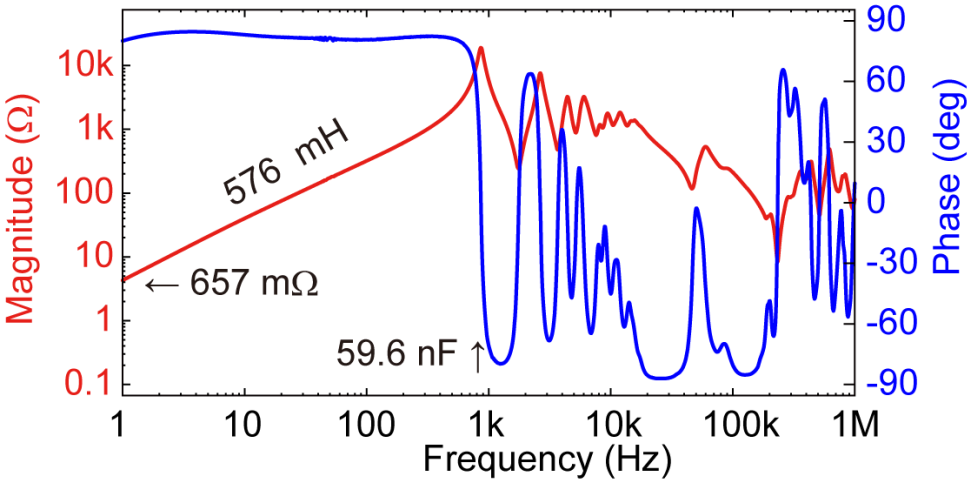 Magnitude (Ω)
10k
1k
100
10
1
0.1
576 mH
← 657 mΩ
59.6 nF ↑
90
60
30
0
-30
-60
-90
Phase (deg)
1 10 100 1k 10k 100k 1M
Frequency (Hz)